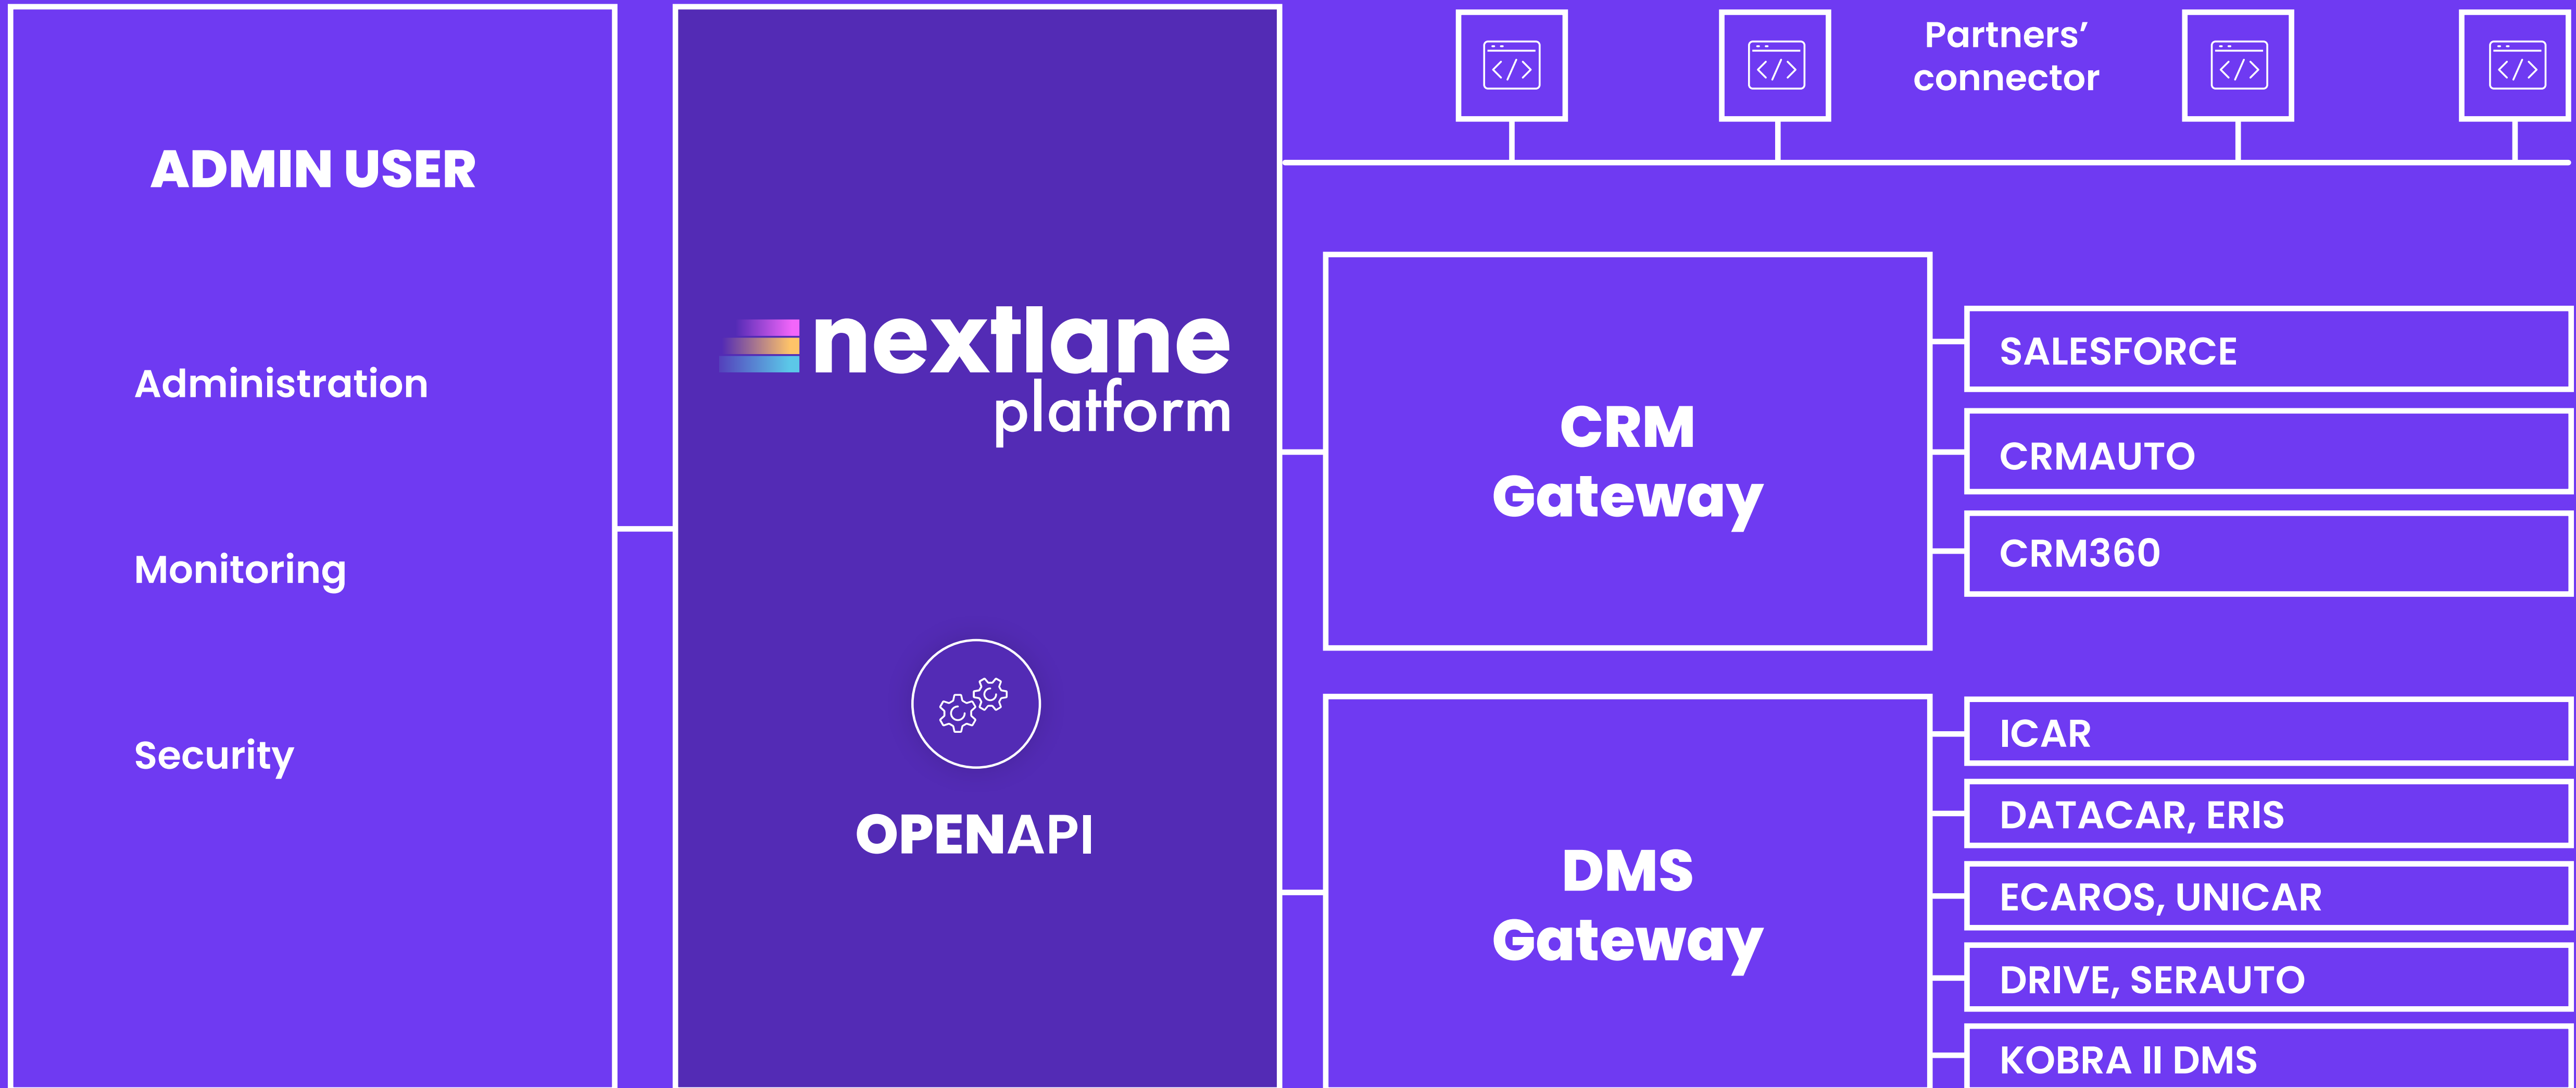 ADMIN USER
Administration
Monitoring
Security
nextlane
platform
OPENAPI
Partners’
connector
CRM
Gateway
SALESFORCE
CRMAUTO
CRM360
DMS
Gateway
ICAR
DATACAR, ERIS
ECAROS, UNICAR
DRIVE, SERAUTO
KOBRA II DMS